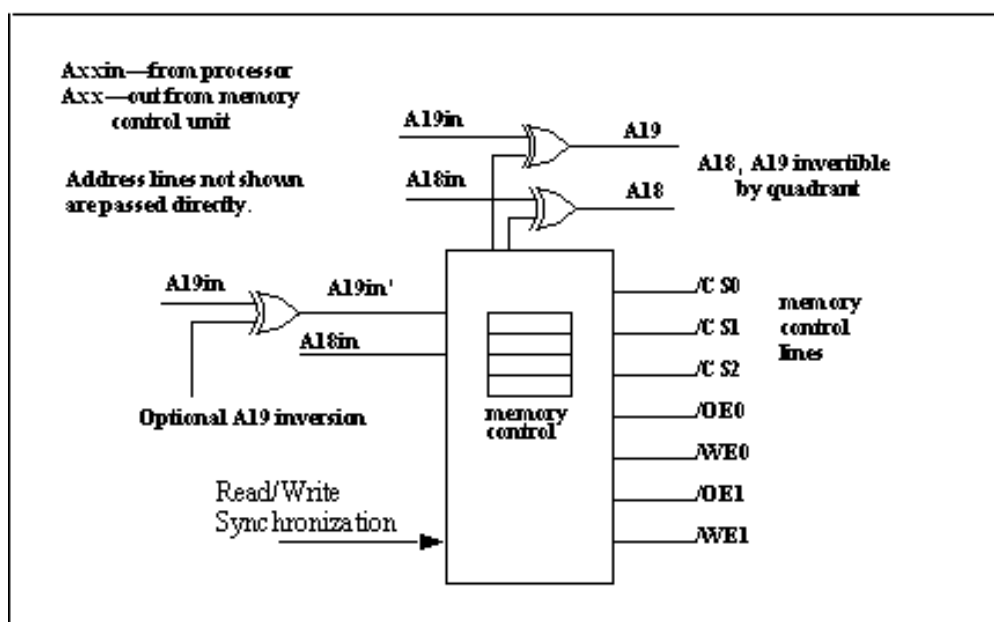 Axxin—from processor
Axx—out from memory
control unit
Address lines not shown
are passed directly.
A19in
A19
A18in
A18
A18, A19 invertible
by quadrant
A19in
A19in'
A18in
Optional A19 inversion
Read/Write
Synchronization
memory
control
/CS0
/CS1
/CS2
/OE0
/WE0
/OE1
/WE1
memory
control
lines